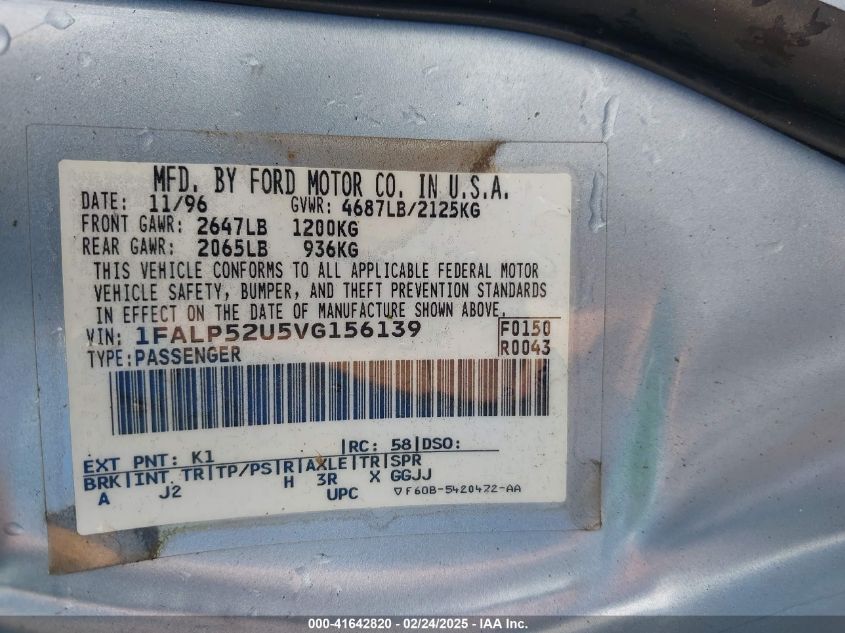 MFD. BY FORD MOTOR CO. IN U.S.A.
DATE: 11/96 GVWR: 4687LB/2125KG
FRONT GAWR: 2647LB 1200KG
REAR GAWR: 2065LB 936KG
THIS VEHICLE CONFORMS TO ALL APPLICABLE FEDERAL MOTOR
VEHICLE SAFETY, BUMPER, AND THEFT PREVENTION STANDARDS
IN EFFECT ON THE DATE OF MANUFACTURE SHOWN ABOVE.
VIN: 1FALP52U5VG156139 F0150
TYPE: PASSENGER R0043
EXT PNT: K1 |RC: 58|DSO:
BRK|INT TR|TP/PS|R|AXLE|TR|SPR
A J2 H 3R X GGJJ
UPC ▽F60B-5420472-AA
000-41642820 - 02/24/2025 - IAA Inc.